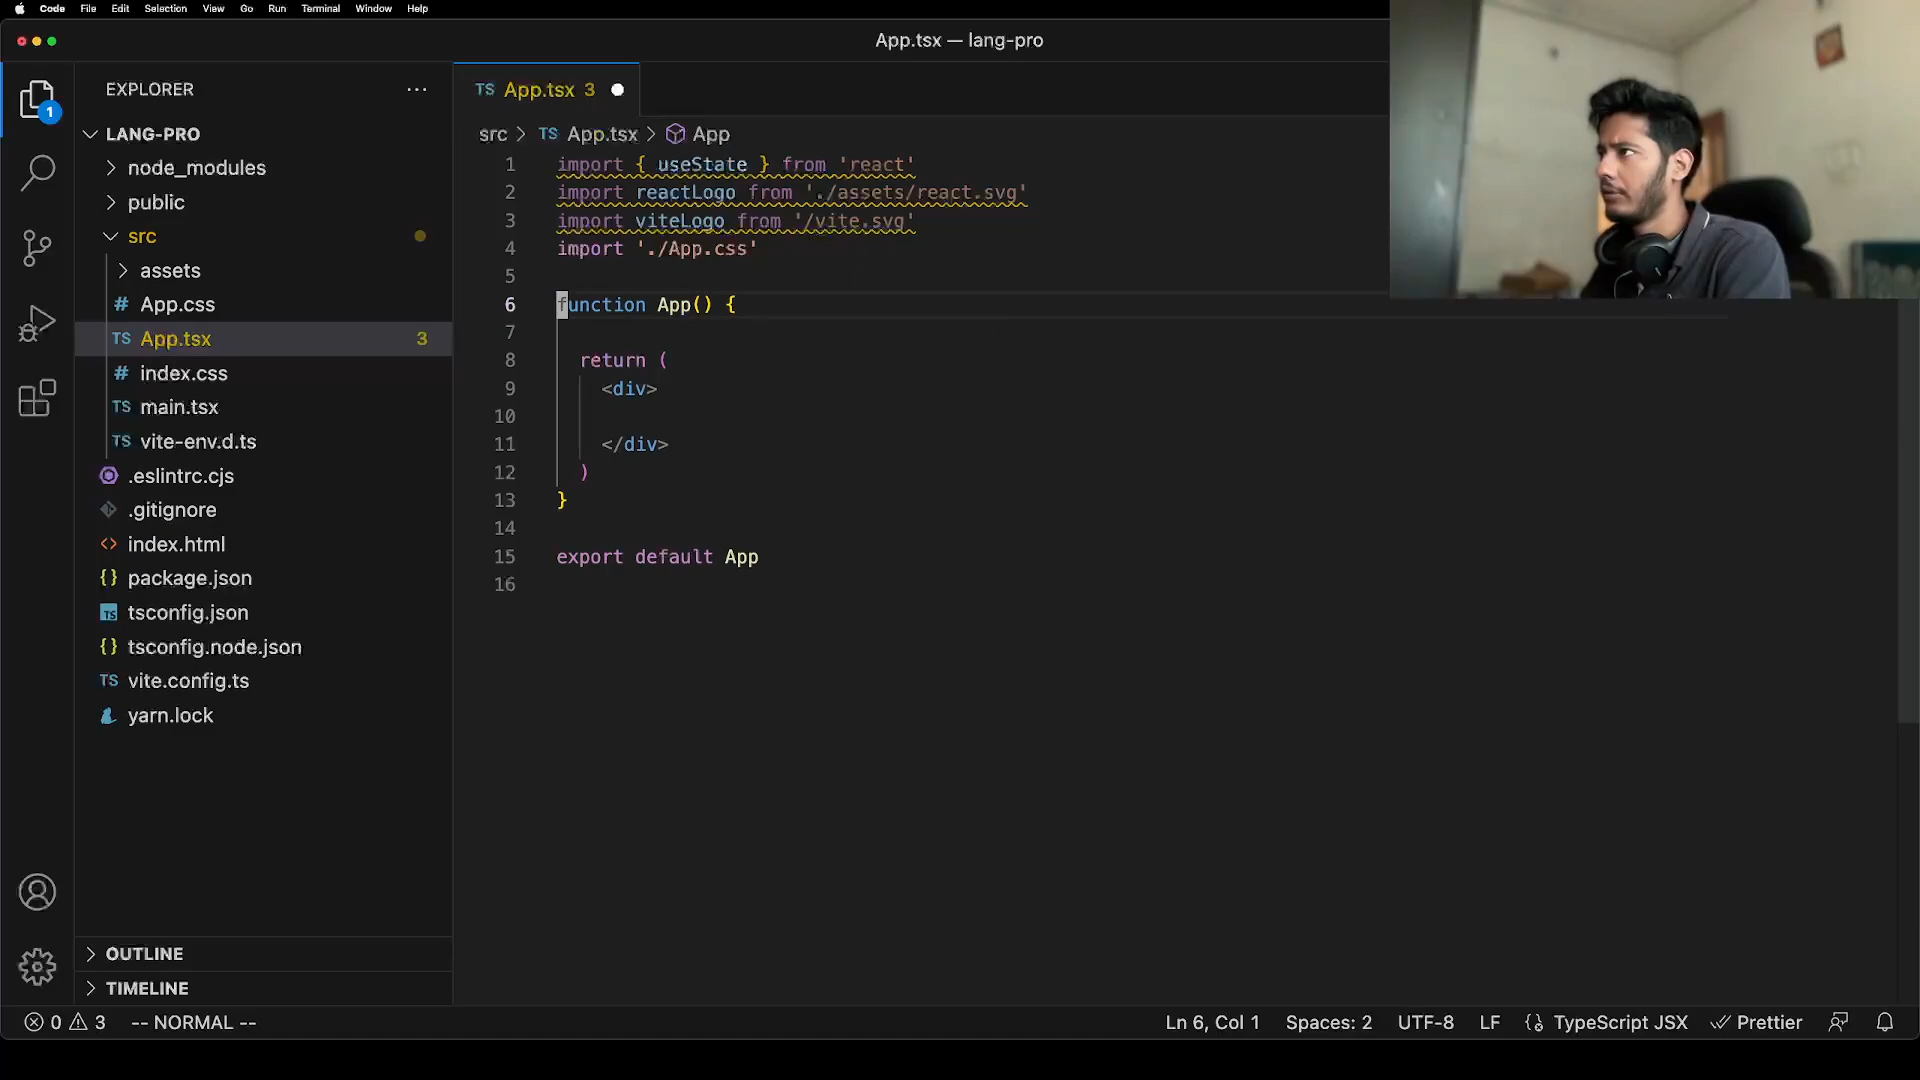 Code File Edit Selection View Go Run Terminal Window Help
App.tsx — lang-pro
EXPLORER
TS App.tsx 3
1
LANG-PRO
src > TS App.tsx > App
node_modules
public
src
assets
# App.css
TS App.tsx 3
# index.css
TS main.tsx
TS vite-env.d.ts
.eslintrc.cjs
.gitignore
<> index.html
{} package.json
TS tsconfig.json
{} tsconfig.node.json
TS vite.config.ts
yarn.lock
OUTLINE
TIMELINE
1 import { useState } from 'react'
2 import reactLogo from './assets/react.svg'
3 import viteLogo from '/vite.svg'
4 import './App.css'
5
6 function App() {
7
8 return (
9 <div>
10
11 </div>
12 )
13 }
14
15 export default App
16
0 3 -- NORMAL --
Ln 6, Col 1 Spaces: 2 UTF-8 LF {} TypeScript JSX Prettier